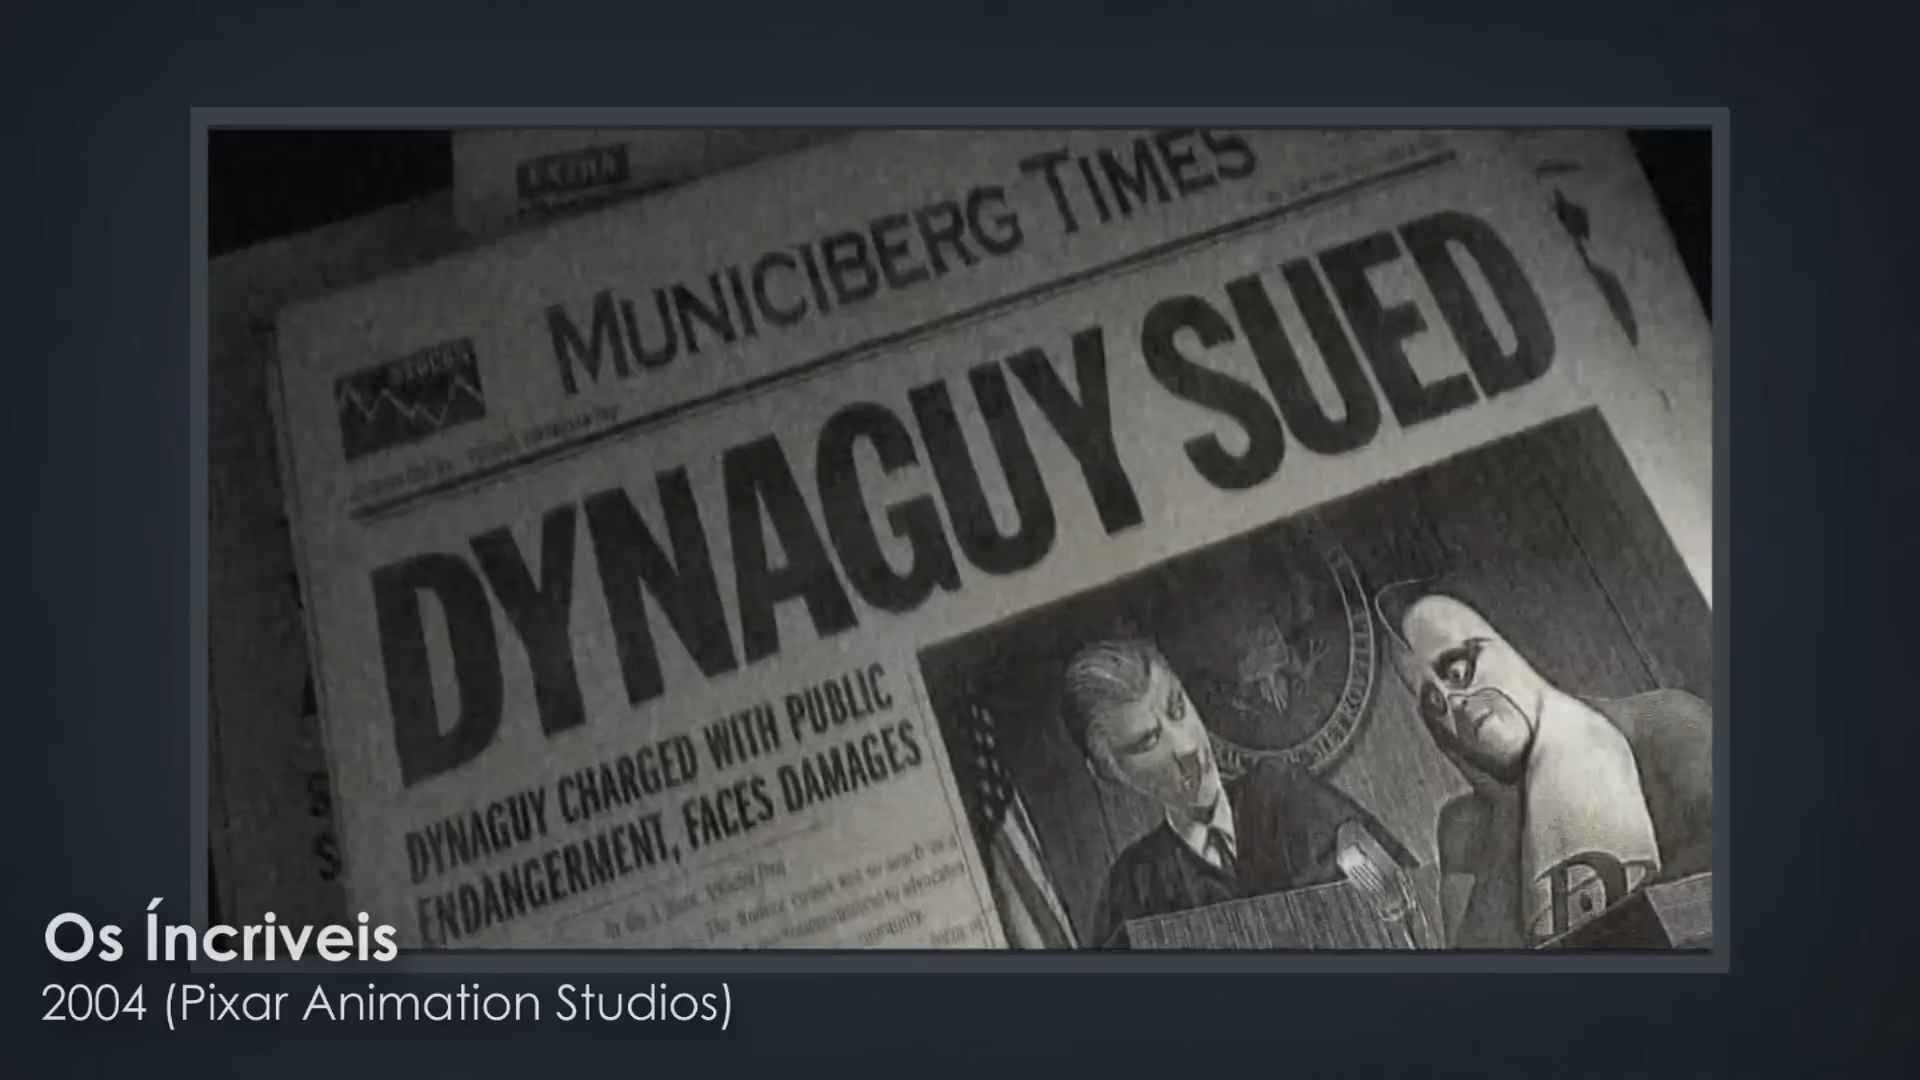 EXTRA
MUNICIBERG TIMES
DYNAGUY SUED
DYNAGUY CHARGED WITH PUBLIC
ENDANGERMENT, FACES DAMAGES
Os Íncriveis
2004 (Pixar Animation Studios)